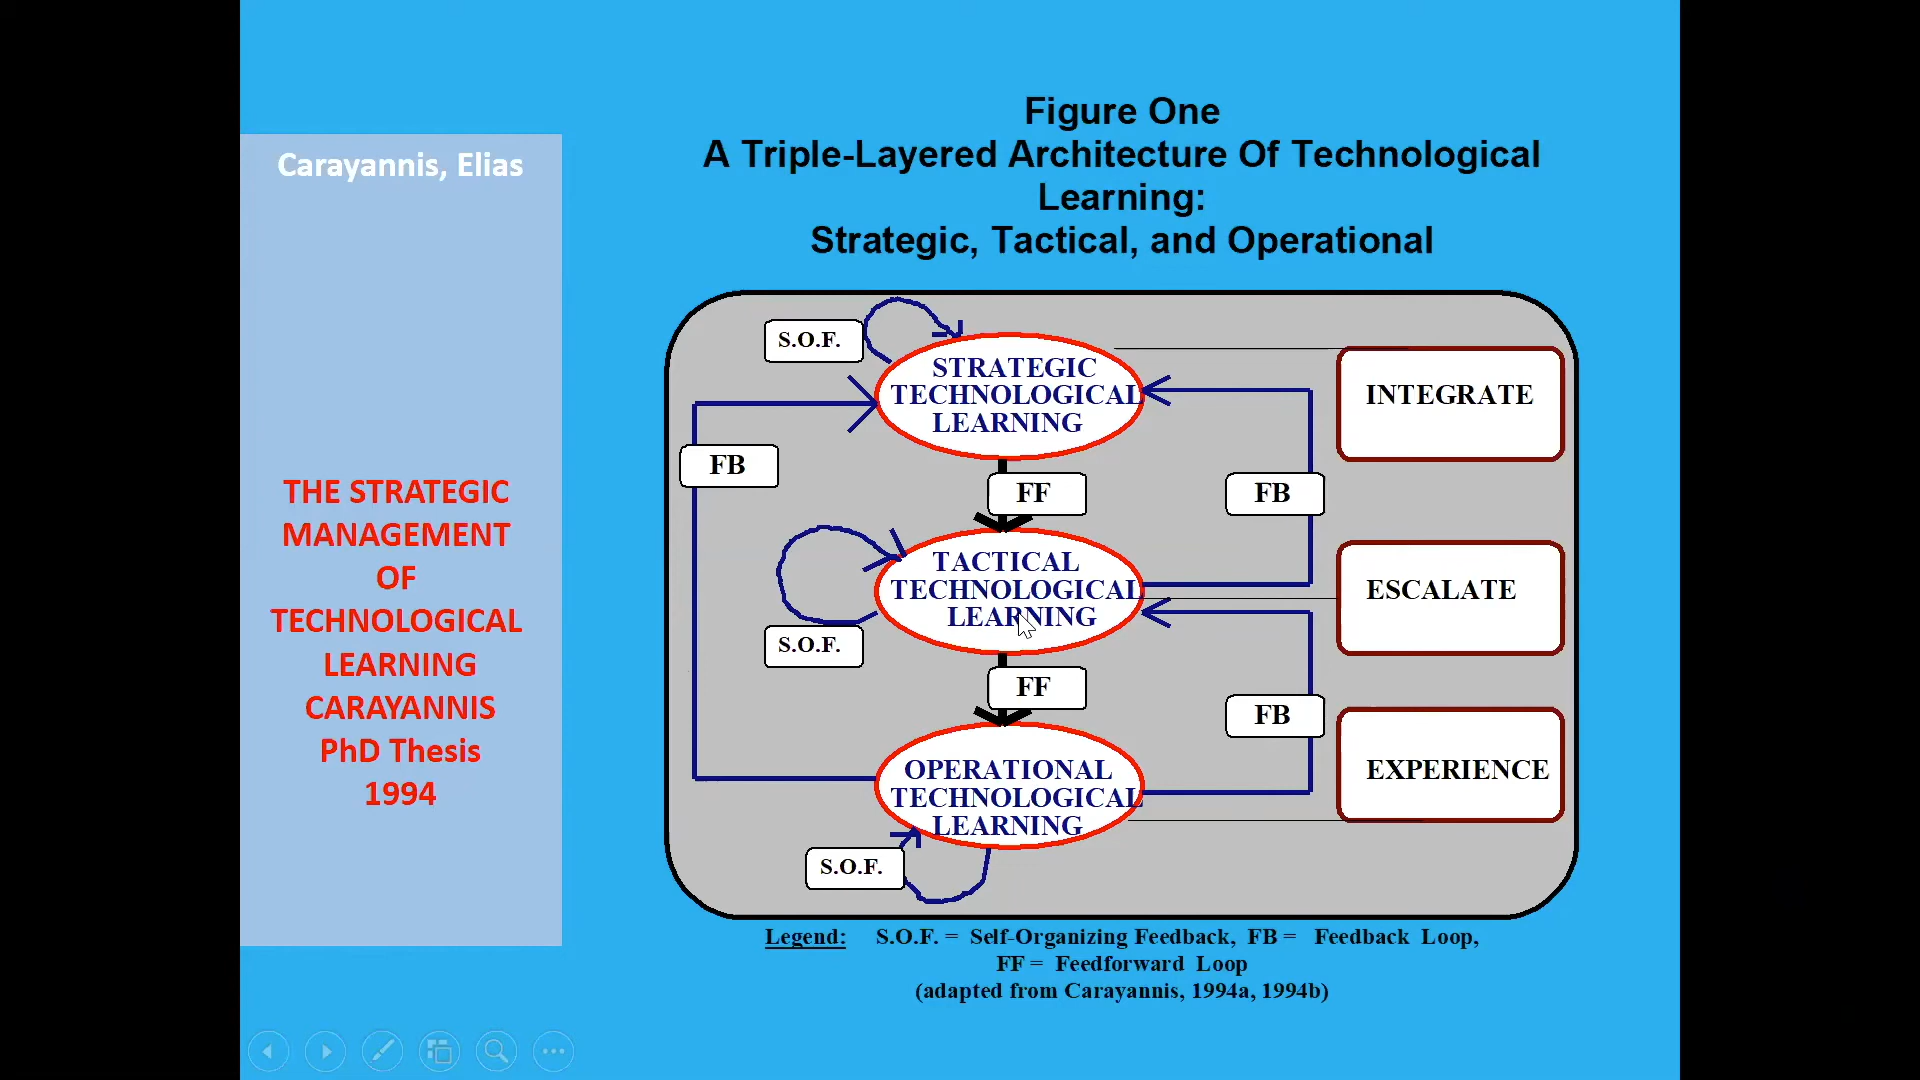 Carayannis, Elias
THE STRATEGIC
MANAGEMENT
OF
TECHNOLOGICAL
LEARNING
CARAYANNIS
PhD Thesis
1994
Figure One
A Triple-Layered Architecture Of Technological
Learning:
Strategic, Tactical, and Operational
S.O.F.
STRATEGIC
TECHNOLOGICAL
LEARNING
INTEGRATE
FB
FF
FB
TACTICAL
TECHNOLOGICAL
LEARNING
ESCALATE
S.O.F.
FF
FB
OPERATIONAL
TECHNOLOGICAL
LEARNING
EXPERIENCE
S.O.F.
Legend: S.O.F. = Self-Organizing Feedback, FB = Feedback Loop,
FF = Feedforward Loop
(adapted from Carayannis, 1994a, 1994b)